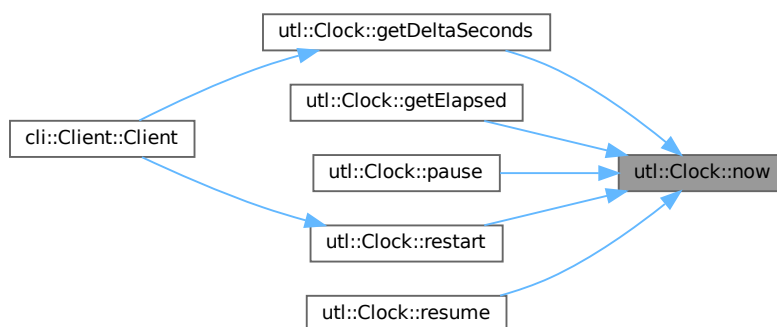 utl::Clock::getDeltaSeconds
utl::Clock::getElapsed
cli::Client::Client
utl::Clock::pause
utl::Clock::now
utl::Clock::restart
utl::Clock::resume